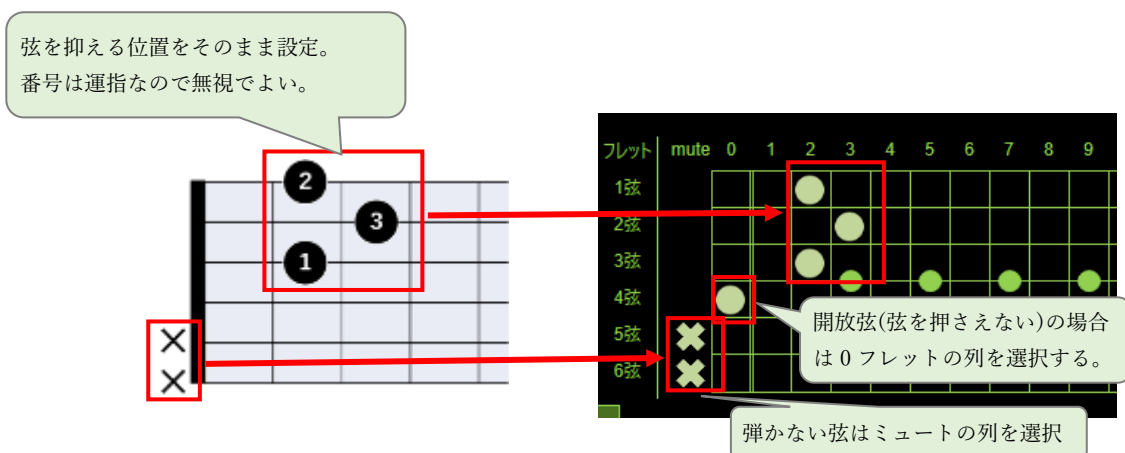 弦を抑える位置をそのまま設定。
番号は運指なので無視でよい。
2
3
1
フレット mute 0 1 2 3 4 5 6 7 8 9
1弦
2弦
3弦
4弦
5弦
6弦
開放弦(弦を押さえない)の場合
は0フレットの列を選択する。
弾かない弦はミュートの列を選択